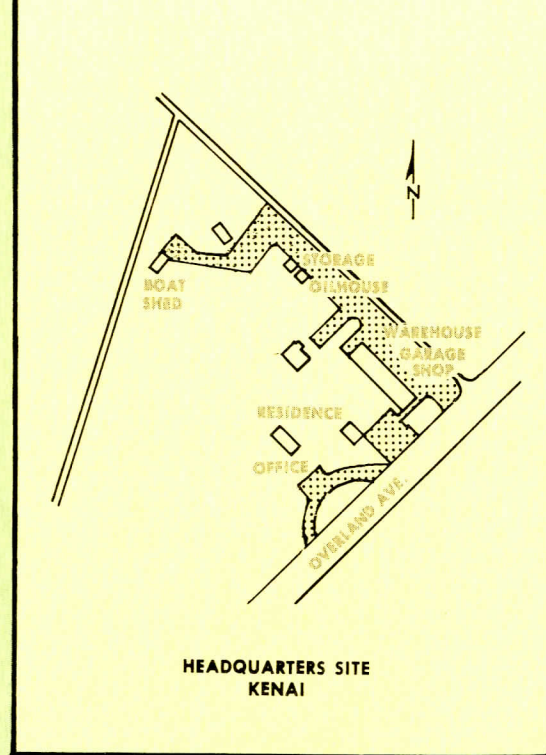 N
STORAGE
OILHOUSE
BOAT
SHED
WAREHOUSE
GARAGE
SHOP
RESIDENCE
OFFICE
OVERLAND AVE.
HEADQUARTERS SITE
KENAI